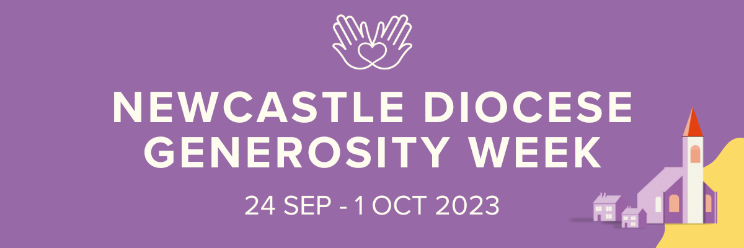 NEWCASTLE DIOCESE
GENEROSITY WEEK
24 SEP - 1 OCT 2023